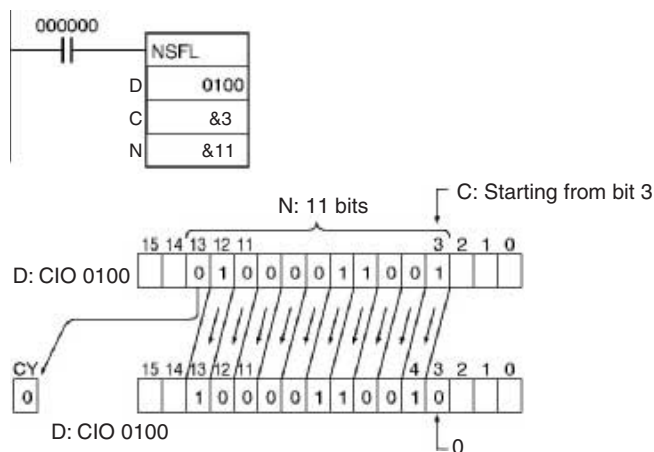 000000
NSFL
D 0100
C &3
N &11
C: Starting from bit 3
N: 11 bits
15 14 13 12 11 3 2 1 0
D: CIO 0100 0 1 0 0 0 0 1 1 0 0 1
CY 15 14 13 12 11 4 3 2 1 0
0 1 0 0 0 0 1 1 0 0 1 0
D: CIO 0100
0